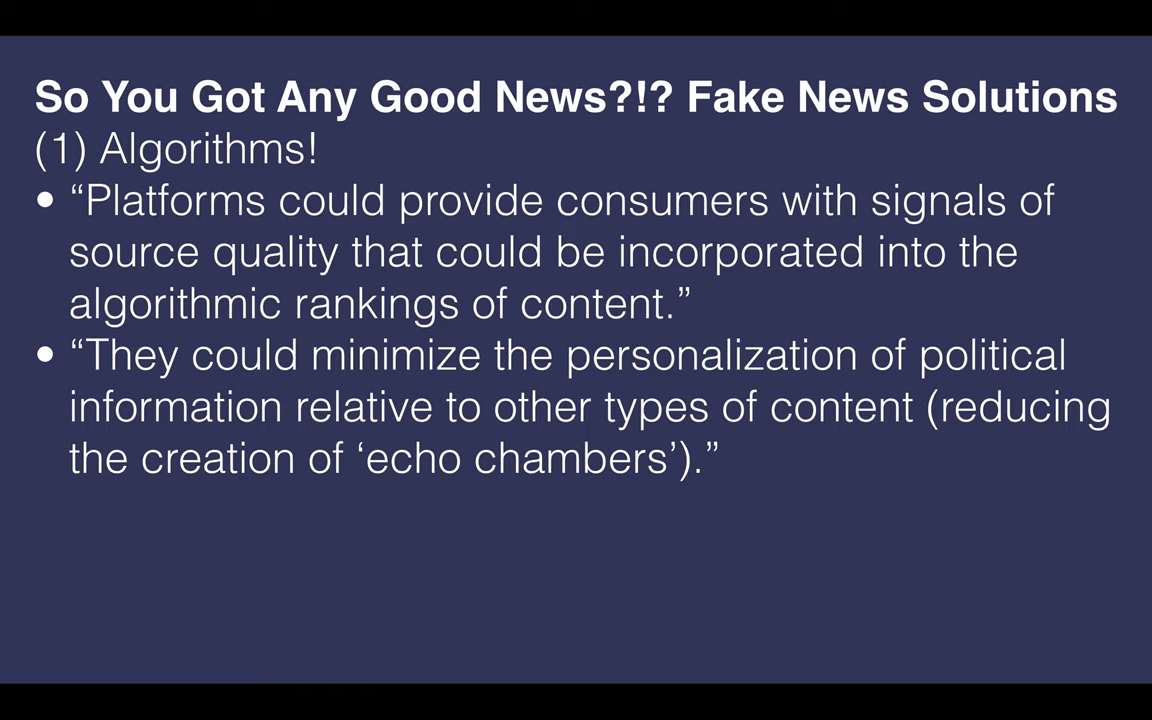 So You Got Any Good News?!? Fake News Solutions
(1) Algorithms!
• “Platforms could provide consumers with signals of
source quality that could be incorporated into the
algorithmic rankings of content.”
• “They could minimize the personalization of political
information relative to other types of content (reducing
the creation of ‘echo chambers’).”